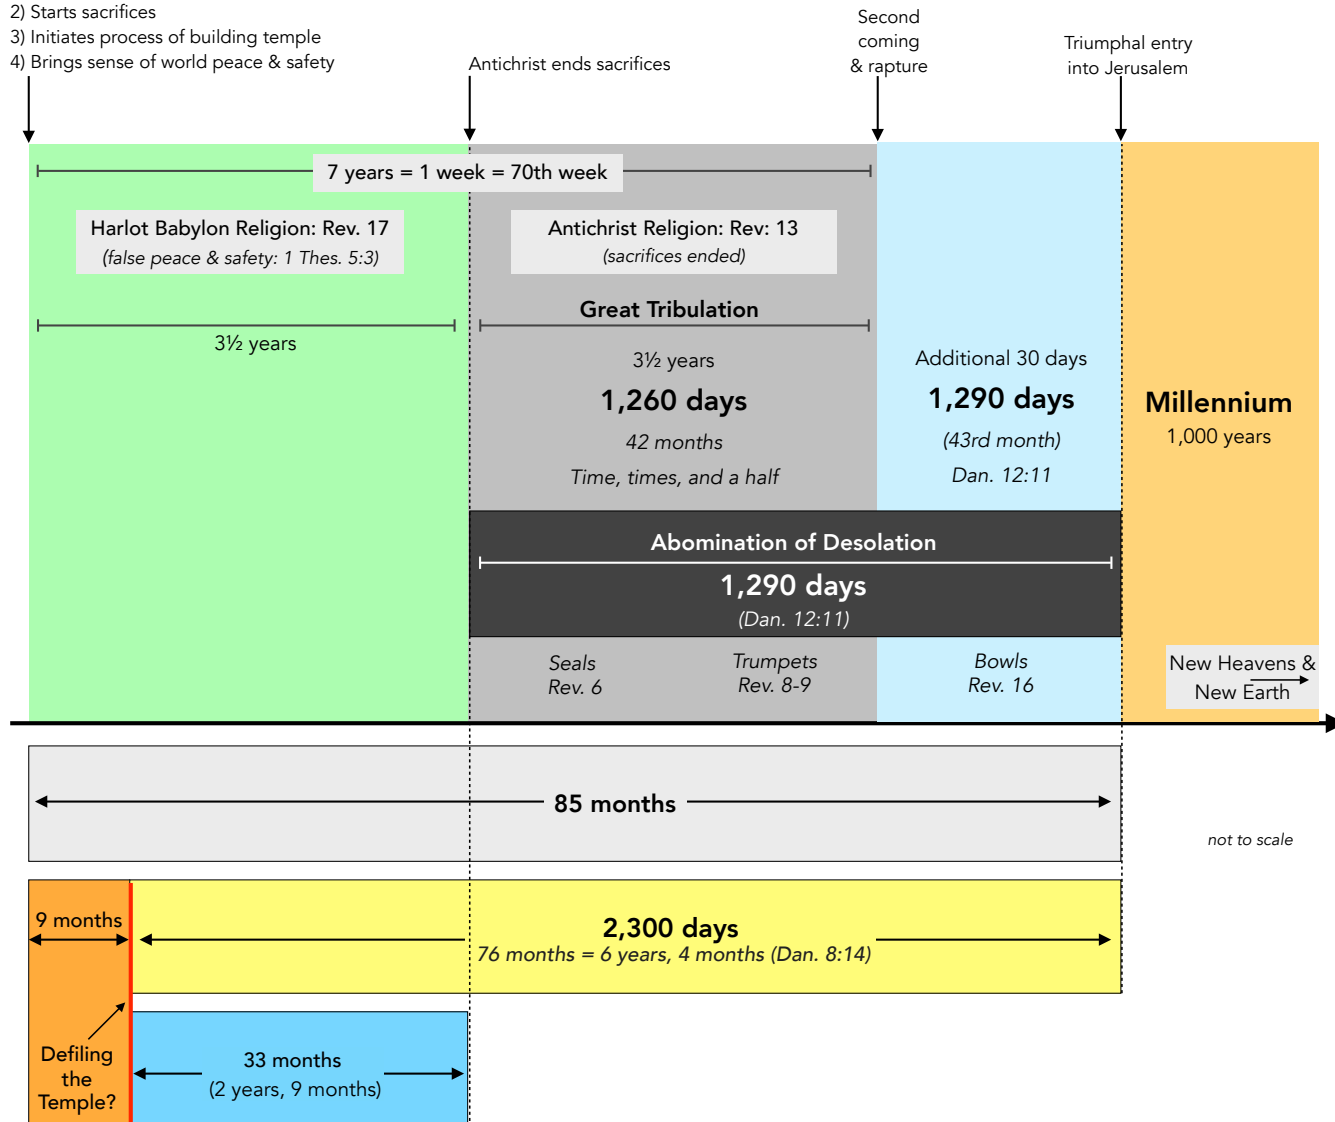 2) Starts sacrifices
3) Initiates process of building temple
4) Brings sense of world peace & safety
Antichrist ends sacrifices
Second
coming
& rapture
Triumphal entry
into Jerusalem
7 years = 1 week = 70th week
Harlot Babylon Religion: Rev. 17
(false peace & safety: 1 Thes. 5:3)
Antichrist Religion: Rev: 13
(sacrifices ended)
Great Tribulation
3½ years
3½ years
1,260 days
42 months
Time, times, and a half
Additional 30 days
1,290 days
(43rd month)
Dan. 12:11
Millennium
1,000 years
Abomination of Desolation
1,290 days
(Dan. 12:11)
Seals
Rev. 6
Trumpets
Rev. 8-9
Bowls
Rev. 16
New Heavens &
New Earth
85 months
not to scale
9 months
2,300 days
76 months = 6 years, 4 months (Dan. 8:14)
Defiling
the
Temple?
33 months
(2 years, 9 months)